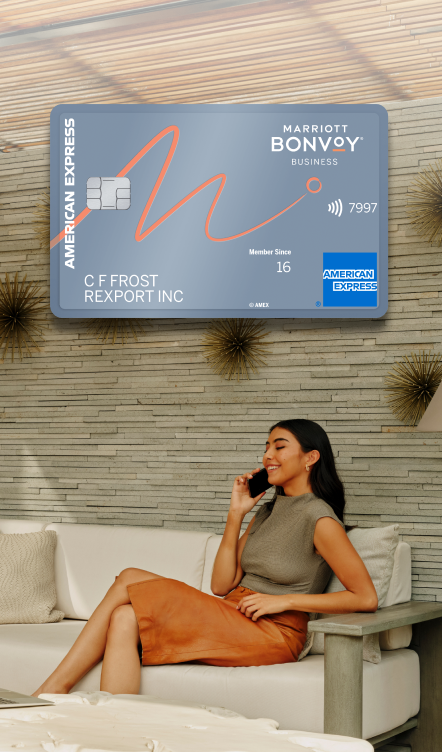 AMERICAN EXPRESS
MARRIOTT
BONVOY®
BUSINESS
7997
Member Since
16
C F FROST
REXPORT INC
© AMEX
AMERICAN
EXPRESS